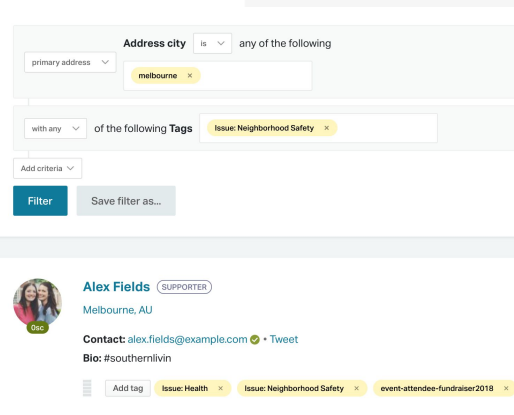 Address city is any of the following
primary address
melbourne ×
with any of the following Tags Issue: Neighborhood Safety ×
Add criteria
Filter Save filter as...
Alex Fields SUPPORTER
Melbourne, AU
0sc
Contact: alex.fields@example.com • Tweet
Bio: #southernlivin
Add tag Issue: Health × Issue: Neighborhood Safety × event-attendee-fundraiser2018 ×